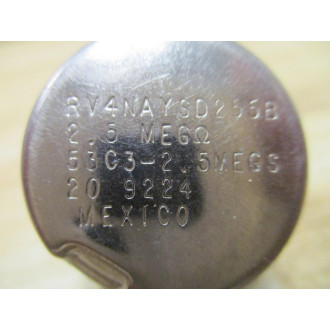 RV4NAYSD255B
2.5 MEGΩ
53C3-2.5MEGS
20 9224
MEXICO